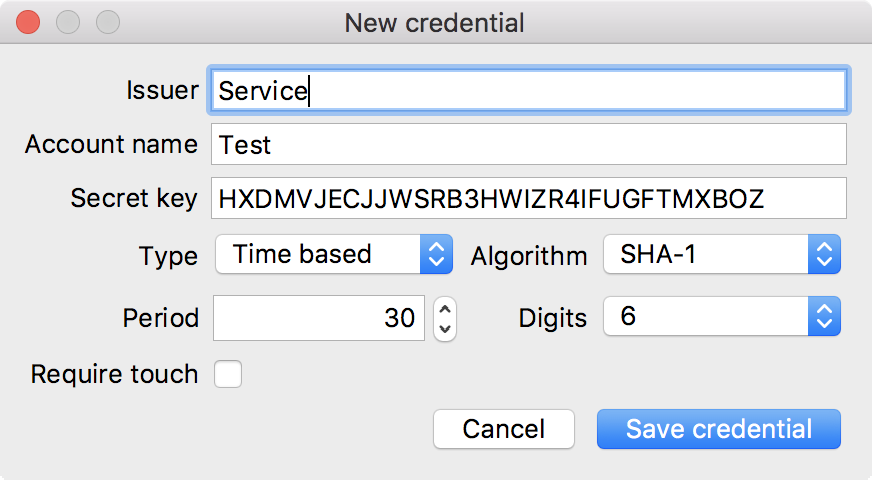 New credential
Issuer Service
Account name Test
Secret key HXDMVJECJJWSRB3HWIZR4IFUGFTMXBOZ
Type Time based Algorithm SHA-1
Period 30 Digits 6
Require touch
Cancel Save credential